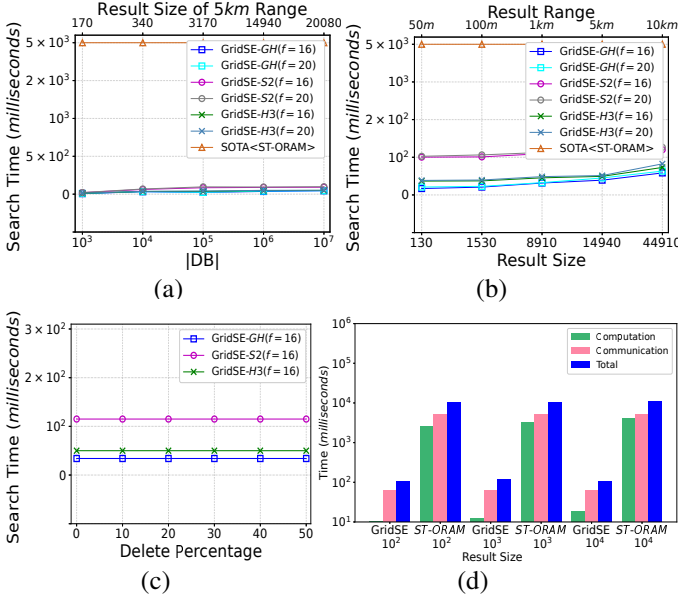 Result Size of 5km Range
170 340 3170 14940 20080
5 × 10³
2 × 10³
10³
5 × 10²
0
Search Time (milliseconds)
GridSE-GH(f = 16)
GridSE-GH(f = 20)
GridSE-S2(f = 16)
GridSE-S2(f = 20)
GridSE-H3(f = 16)
GridSE-H3(f = 20)
SOTA<ST-ORAM>
10³ 10⁴ 10⁵ 10⁶ 10⁷
|DB|
(a)
Result Range
50m 100m 1km 5km 10km
5 × 10³
10³
5 × 10²
10²
0
Search Time (milliseconds)
GridSE-GH(f = 16)
GridSE-GH(f = 20)
GridSE-S2(f = 16)
GridSE-S2(f = 20)
GridSE-H3(f = 16)
GridSE-H3(f = 20)
SOTA<ST-ORAM>
130 1530 8910 14940 44910
Result Size
(b)
3 × 10²
2 × 10²
10²
0
Search Time (milliseconds)
GridSE-GH(f = 16)
GridSE-S2(f = 16)
GridSE-H3(f = 16)
0 10 20 30 40 50
Delete Percentage
(c)
10⁶
10⁵
10⁴
10³
10²
10¹
Time (milliseconds)
Computation
Communication
Total
GridSE ST-ORAM GridSE ST-ORAM GridSE ST-ORAM
10² 10² 10³ 10³ 10⁴ 10⁴
Result Size
(d)